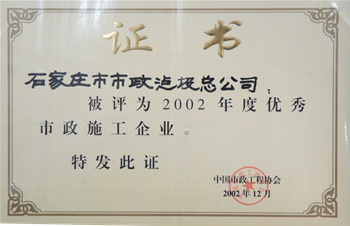 证书
石家庄市市政建设总公司：
被评为2002年度优秀
市政施工企业。
特发此证
中国市政工程协会
2002年12月